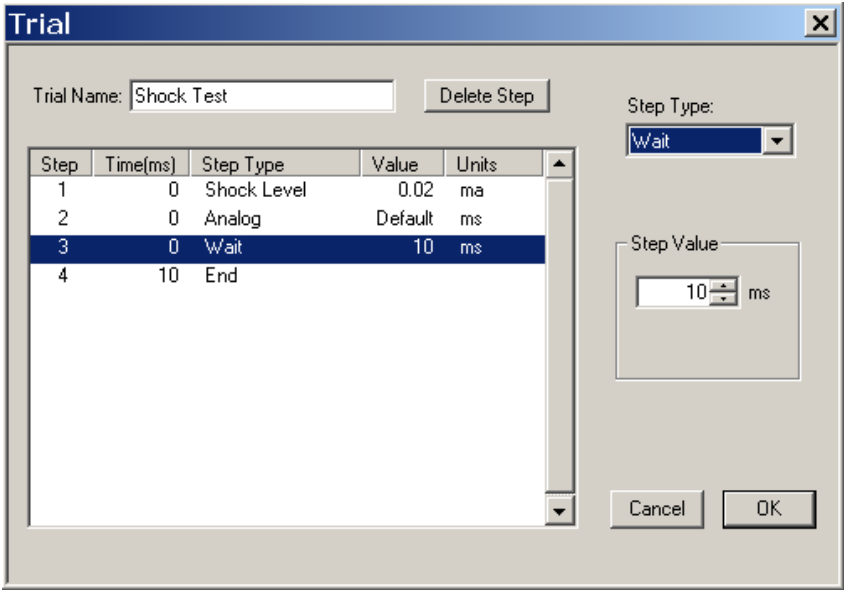 Trial
Trial Name: Shock Test Delete Step
Step Type:
Wait
Step Time(ms) Step Type Value Units
1 0 Shock Level 0.02 ma
2 0 Analog Default ms
3 0 Wait 10 ms
4 10 End
Step Value
10 ms
Cancel OK